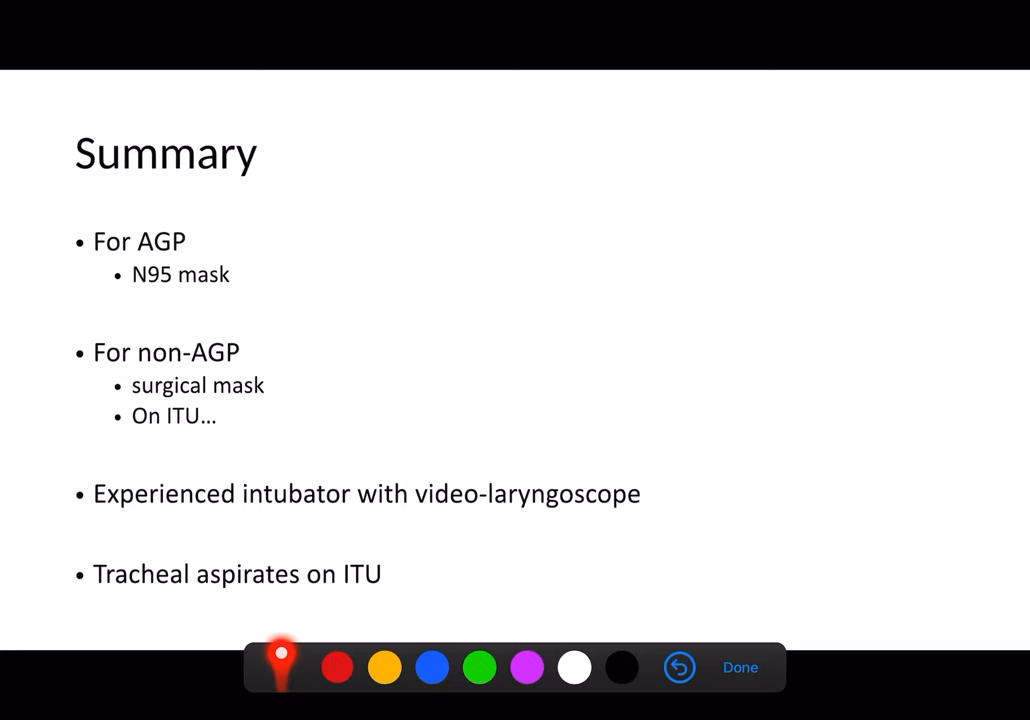 Summary
• For AGP
• N95 mask
• For non-AGP
• surgical mask
• On ITU...
• Experienced intubator with video-laryngoscope
• Tracheal aspirates on ITU
Done